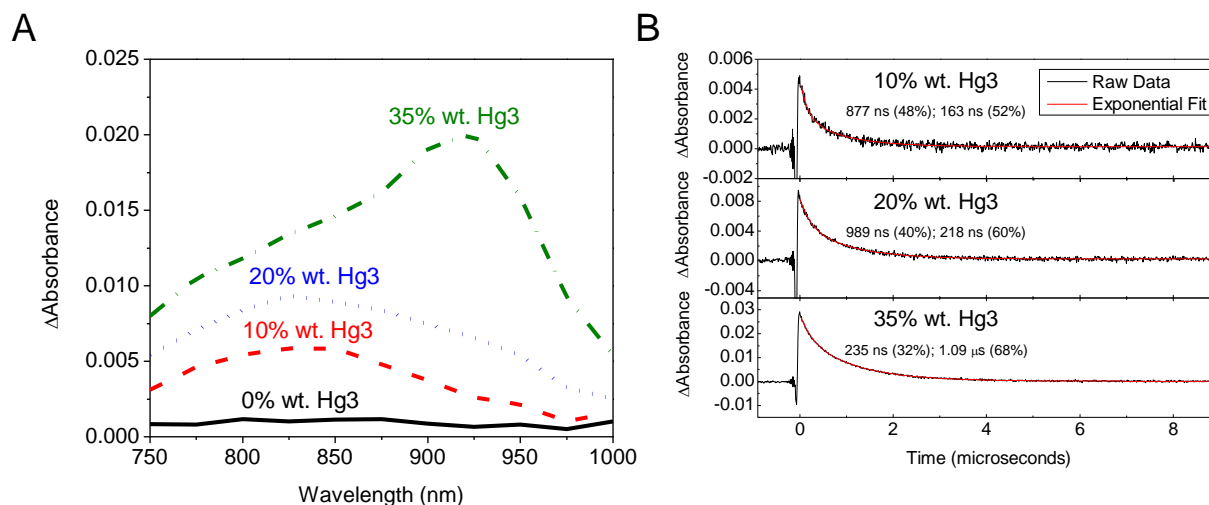 A
0.025
0.020
0.015
0.010
0.005
0.000
ΔAbsorbance
35% wt. Hg3
20% wt. Hg3
10% wt. Hg3
0% wt. Hg3
750 800 850 900 950 1000
Wavelength (nm)
B
0.006
0.004
0.002
0.000
-0.002
ΔAbsorbance
10% wt. Hg3
877 ns (48%); 163 ns (52%)
Raw Data
Exponential Fit
0.008
0.004
0.000
-0.004
ΔAbsorbance
20% wt. Hg3
989 ns (40%); 218 ns (60%)
0.03
0.02
0.01
0.00
-0.01
ΔAbsorbance
35% wt. Hg3
235 ns (32%); 1.09 μs (68%)
0 2 4 6 8
Time (microseconds)